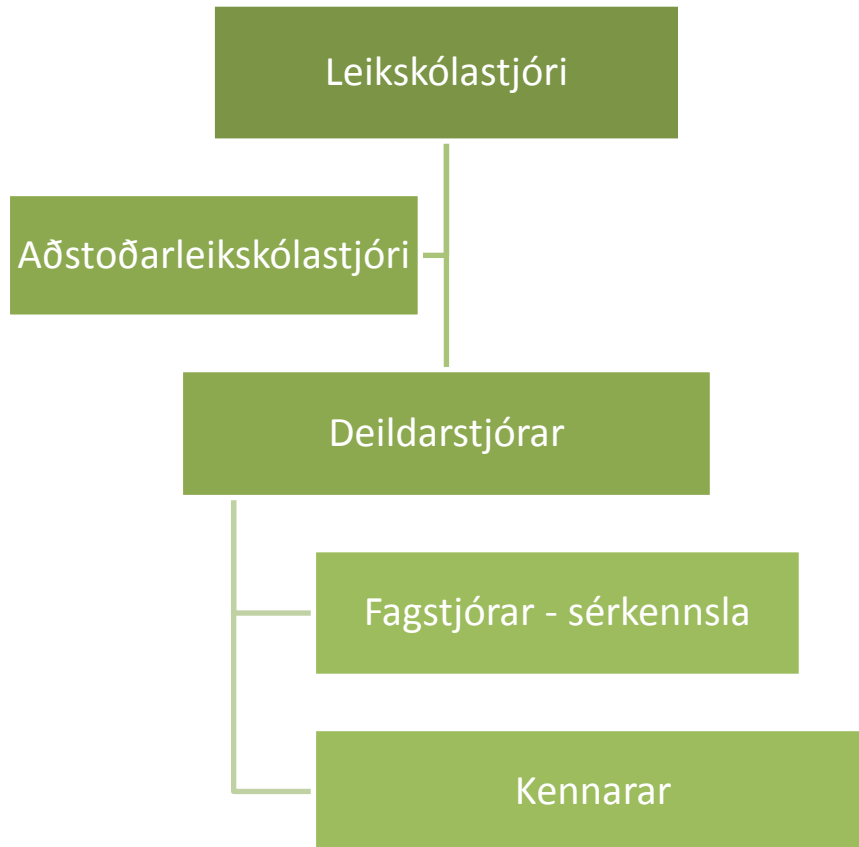 Leikskólastjóri
Aðstoðarleikskólastjóri
Deildarstjórar
Fagstjórar - sérkennsla
Kennarar